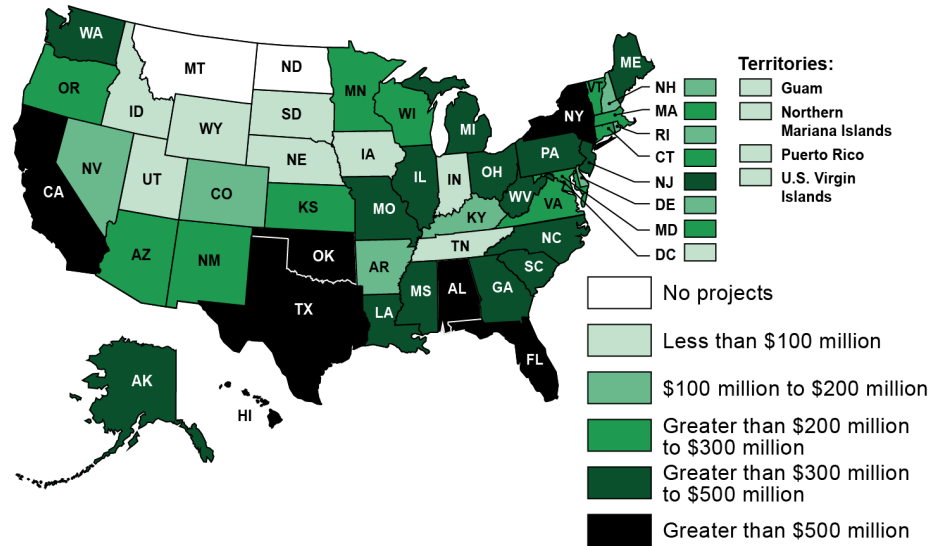 WA
MT
ND
MN
OR
ID
SD
WI
WY
MI
NE
IA
NV
UT
CO
IL
IN
OH
PA
NY
VT
ME
CA
KS
MO
KY
WV
VA
AZ
NM
OK
AR
TN
NC
SC
TX
LA
MS
AL
GA
FL
AK
HI
NH
MA
RI
CT
NJ
DE
MD
DC
Territories:
Guam
Northern
Mariana Islands
Puerto Rico
U.S. Virgin
Islands
No projects
Less than $100 million
$100 million to $200 million
Greater than $200 million
to $300 million
Greater than $300 million
to $500 million
Greater than $500 million